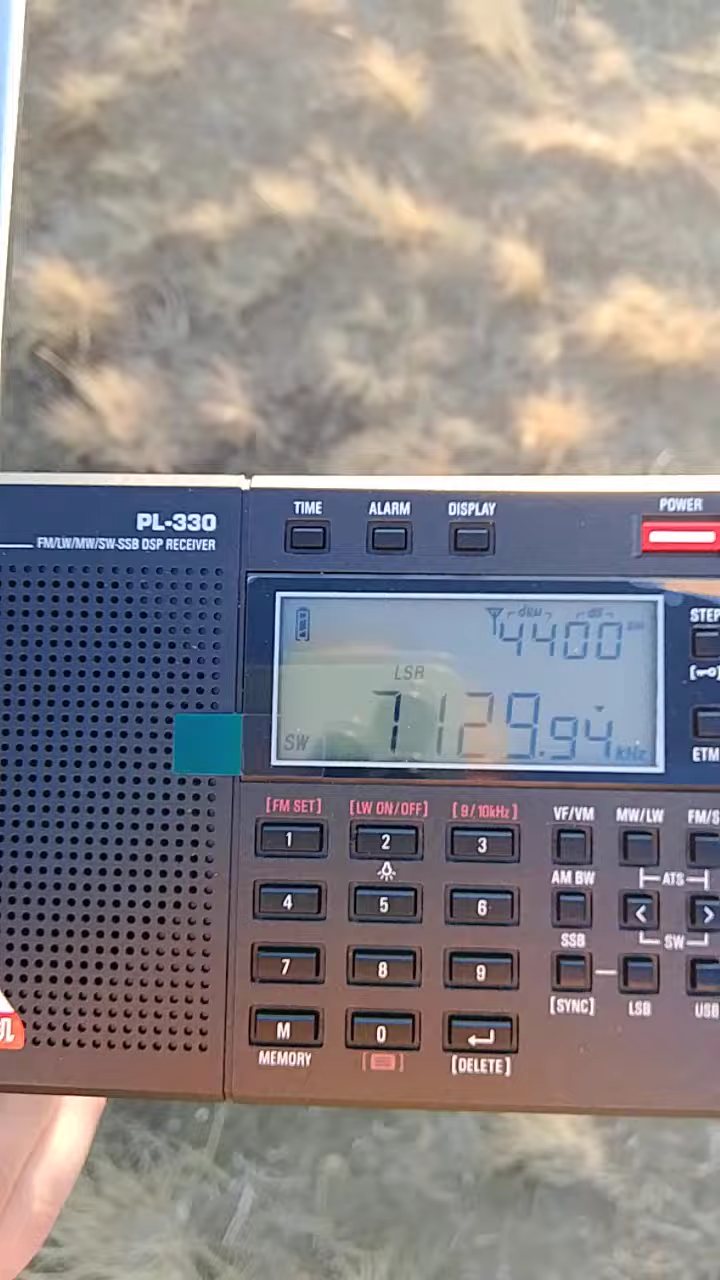 PL-330
FM/LW/MW/SW-SSB DSP RECEIVER
TIME ALARM DISPLAY POWER
STEP
4400
LSB
7129.94
SW kHz
ETM
[FM SET] [LW ON/OFF] [9/10kHz] VF/VM MW/LW FM/S
1 2 3
AM BW ATS
4 5 6 < >
SSB SW
7 8 9
[SYNC] LSB USB
M 0
MEMORY [DELETE]
机